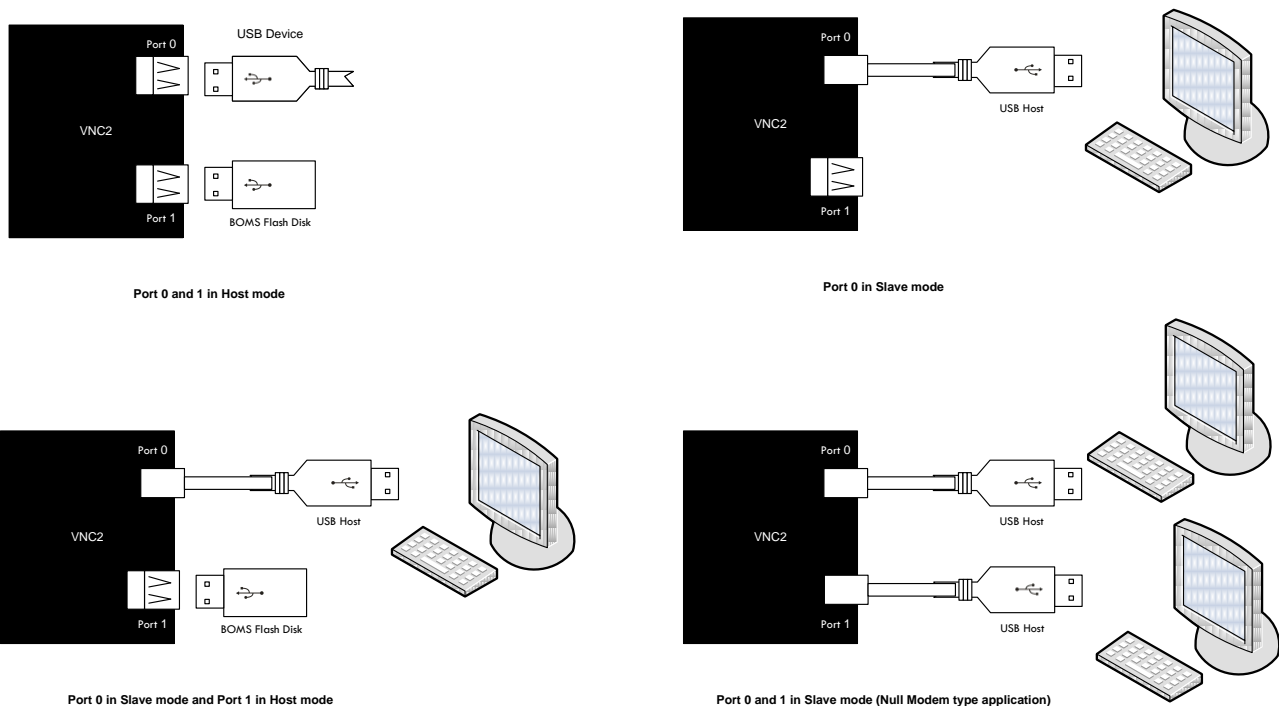 Port 0
USB Device
VNC2
Port 1
BOMS Flash Disk
Port 0 and 1 in Host mode
Port 0
USB Host
VNC2
Port 1
Port 0 in Slave mode
Port 0
USB Host
VNC2
Port 1
BOMS Flash Disk
Port 0 in Slave mode and Port 1 in Host mode
Port 0
USB Host
VNC2
Port 1
USB Host
Port 0 and 1 in Slave mode (Null Modem type application)